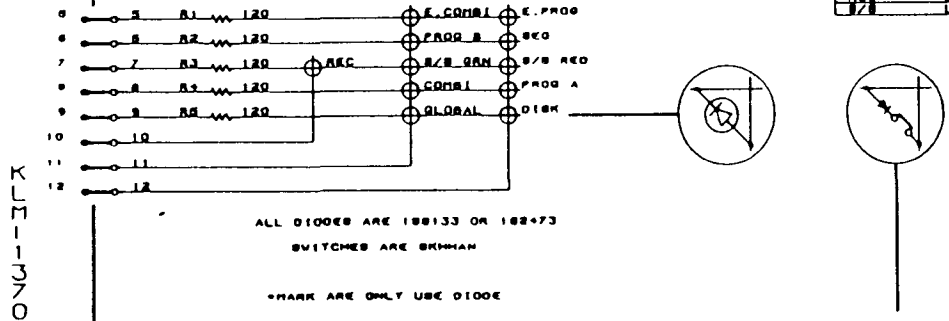 5 5 R1 120 E.COMBI E.PROG
6 6 R2 120 PROG B SEQ
7 7 R3 120 REC S/S GRN S/S RED
8 8 R4 120 COMBI PROG A
9 9 R5 120 GLOBAL DISK
10 10
11 11
12 12
KLM-1370
ALL DIODES ARE 1SS133 OR 1S2473
SWITCHES ARE SKHHAN
*MARK ARE ONLY USE DIODE